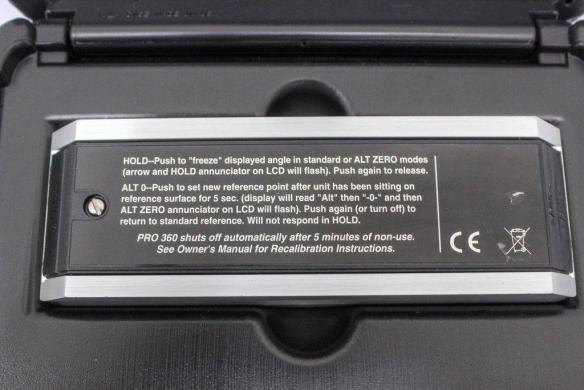 HOLD–Push to "freeze" displayed angle in standard or ALT ZERO modes
(arrow and HOLD annunciator on LCD will flash). Push again to release.
ALT 0–Push to set new reference point after unit has been sitting on
reference surface for 5 sec. (display will read "Alt" then "-0-" and then
ALT ZERO annunciator on LCD will flash). Push again (or turn off) to
return to standard reference. Will not respond in HOLD.
PRO 360 shuts off automatically after 5 minutes of non-use.
See Owner's Manual for Recalibration Instructions.
CE